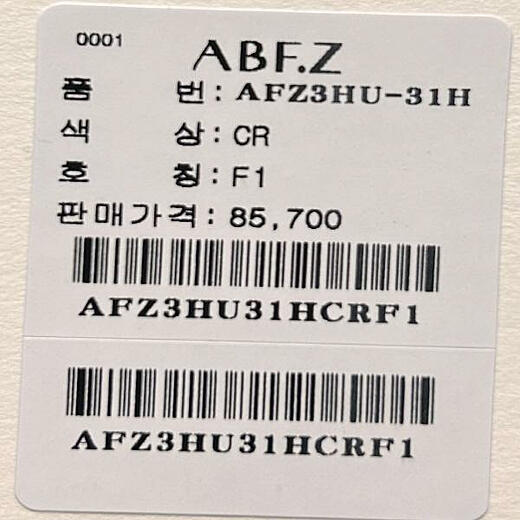 0001
ABF.Z
품 번 : AFZ3HU-31H
색 상 : CR
호 칭 : F1
판매가격 : 85,700
AFZ3HU31HCRF1
AFZ3HU31HCRF1